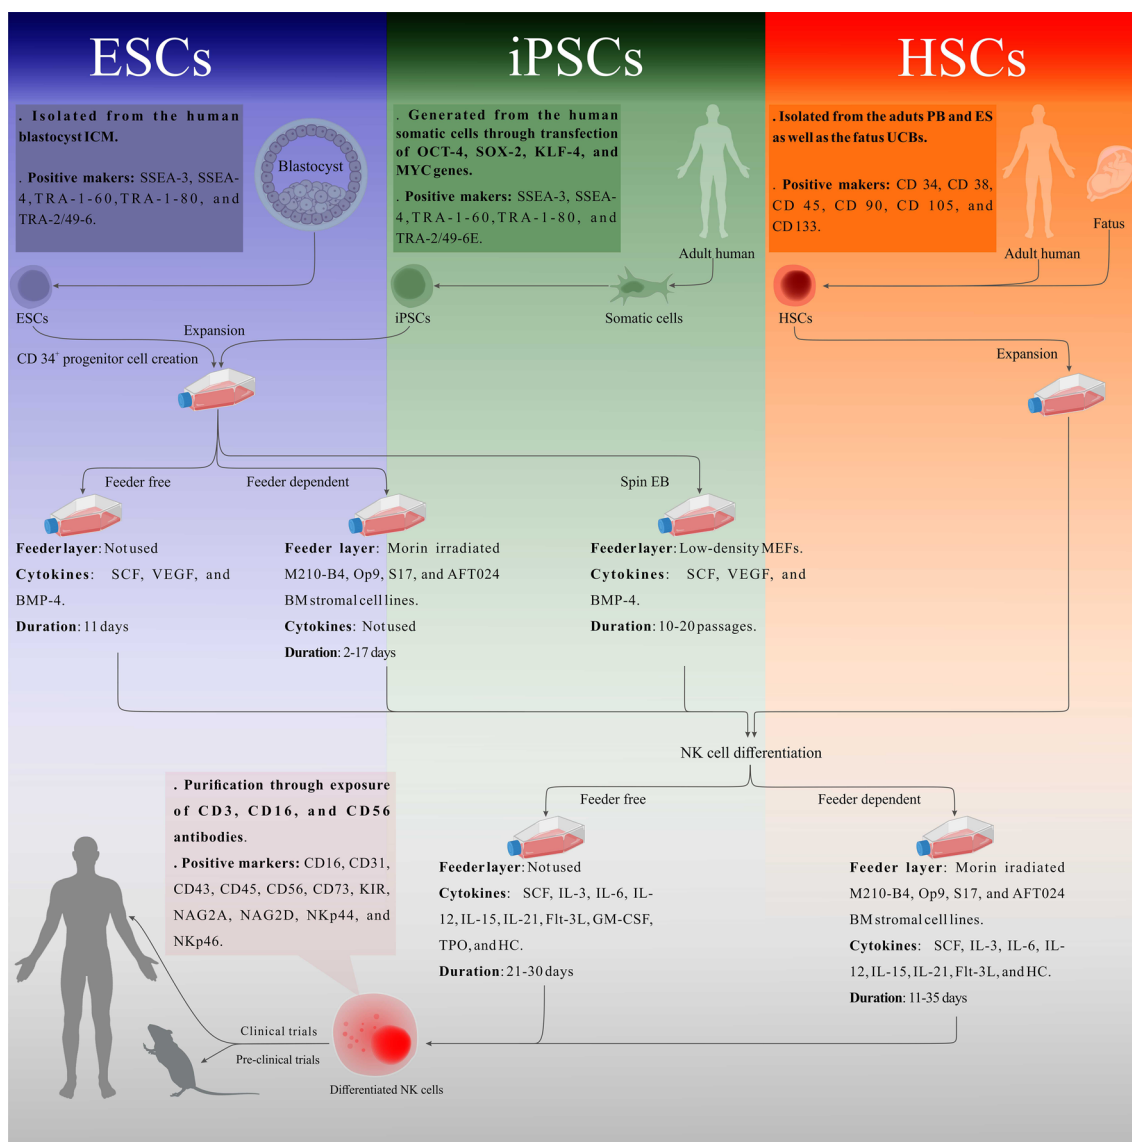 ESCs
iPSCs
HSCs
. Isolated from the human
blastocyst ICM.
. Positive makers: SSEA-3, SSEA-
4, TRA-1-60, TRA-1-80, and
TRA-2/49-6.
Blastocyst
. Generated from the human
somatic cells through transfection
of OCT-4, SOX-2, KLF-4, and
MYC genes.
. Positive makers: SSEA-3, SSEA-
4, TRA-1-60, TRA-1-80, and
TRA-2/49-6E.
Adult human
. Isolated from the aduts PB and ES
as well as the fatus UCBs.
. Positive makers: CD 34, CD 38,
CD 45, CD 90, CD 105, and
CD 133.
Adult human
Fatus
ESCs
iPSCs
Somatic cells
HSCs
Expansion
CD 34+ progenitor cell creation
Expansion
Feeder free
Feeder dependent
Spin EB
Feeder layer: Not used
Cytokines: SCF, VEGF, and
BMP-4.
Duration: 11 days
Feeder layer: Morin irradiated
M210-B4, Op9, S17, and AFT024
BM stromal cell lines.
Cytokines: Not used
Duration: 2-17 days
Feeder layer: Low-density MEFs.
Cytokines: SCF, VEGF, and
BMP-4.
Duration: 10-20 passages.
NK cell differentiation
Feeder free
Feeder dependent
. Purification through exposure
of CD3, CD16, and CD56
antibodies.
. Positive markers: CD16, CD31,
CD43, CD45, CD56, CD73, KIR,
NAG2A, NAG2D, NKp44, and
NKp46.
Feeder layer: Not used
Cytokines: SCF, IL-3, IL-6, IL-
12, IL-15, IL-21, Flt-3L, GM-CSF,
TPO, and HC.
Duration: 21-30 days
Feeder layer: Morin iradiated
M210-B4, Op9, S17, and AFT024
BM stromal cell lines.
Cytokines: SCF, IL-3, IL-6, IL-
12, IL-15, IL-21, Flt-3L, and HC.
Duration: 11-35 days
Clinical trials
Pre-clinical trials
Differentiated NK cells